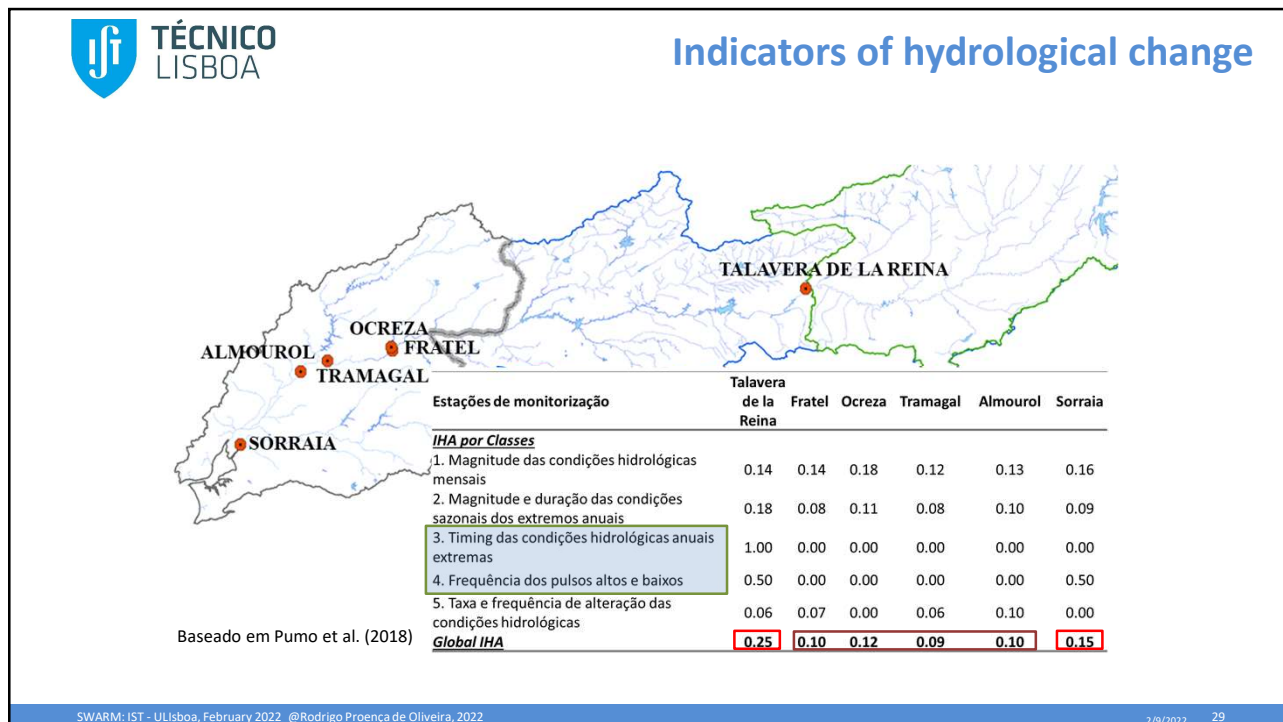 TÉCNICO
LISBOA
Indicators of hydrological change
TALAVERA DE LA REINA
OCREZA
FRATEL
ALMOUROL
TRAMAGAL
SORRAIA
Estações de monitorização Talavera de la Reina Fratel Ocreza Tramagal Almourol Sorraia
IHA por Classes
1. Magnitude das condições hidrológicas
mensais 0.14 0.14 0.18 0.12 0.13 0.16
2. Magnitude e duração das condições
sazonais dos extremos anuais 0.18 0.08 0.11 0.08 0.10 0.09
3. Timing das condições hidrológicas anuais
extremas 1.00 0.00 0.00 0.00 0.00 0.00
4. Frequência dos pulsos altos e baixos 0.50 0.00 0.00 0.00 0.00 0.50
5. Taxa e frequência de alteração das
condições hidrológicas 0.06 0.07 0.00 0.06 0.10 0.00
Global IHA 0.25 0.10 0.12 0.09 0.10 0.15
Baseado em Pumo et al. (2018)
SWARM: IST - ULIsboa, February 2022 @Rodrigo Proença de Oliveira, 2022 2/9/2022 29